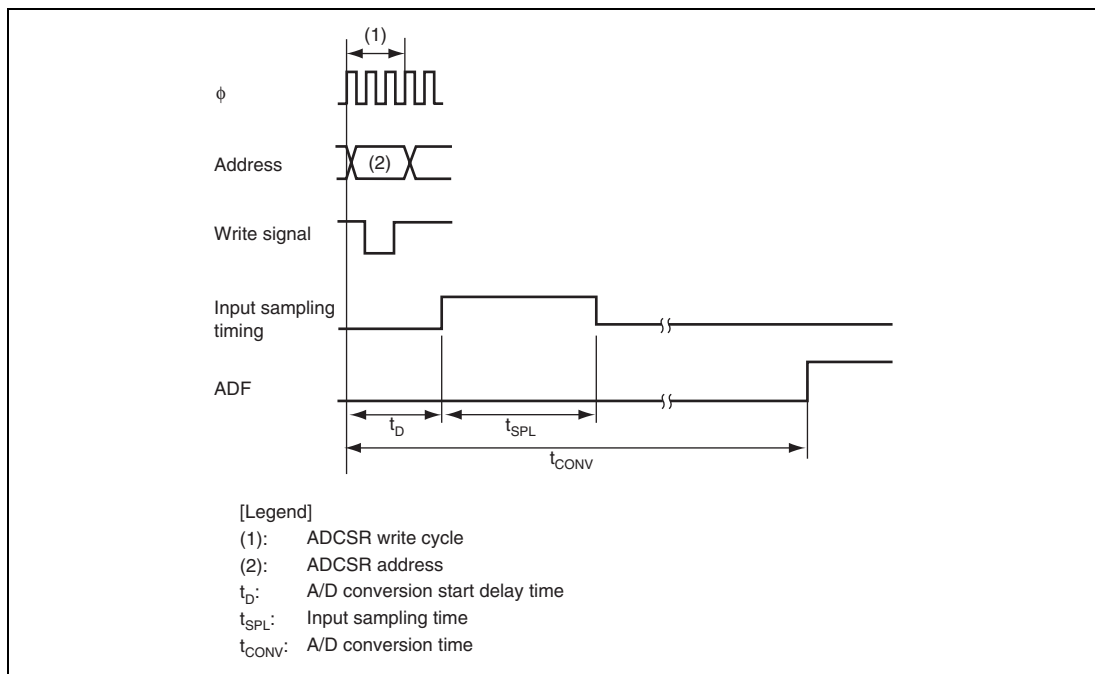 (1)
ϕ
Address
(2)
Write signal
Input sampling
timing
ADF
tD
tSPL
tCONV
[Legend]
(1): ADCSR write cycle
(2): ADCSR address
tD: A/D conversion start delay time
tSPL: Input sampling time
tCONV: A/D conversion time